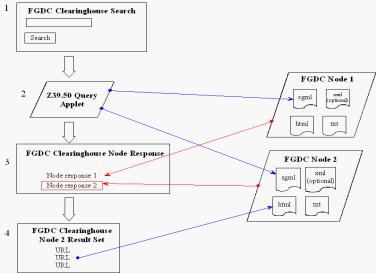 1
FGDC Clearinghouse Search
Search
2
Z39.50 Query
Applet
FGDC Node 1
sgml
xml
(optional)
html
txt
3
FGDC Clearinghouse Node Response
Node response 1
Node response 2
FGDC Node 2
sgml
xml
(optional)
html
txt
4
FGDC Clearinghouse
Node 2 Result Set
URL
URL
URL